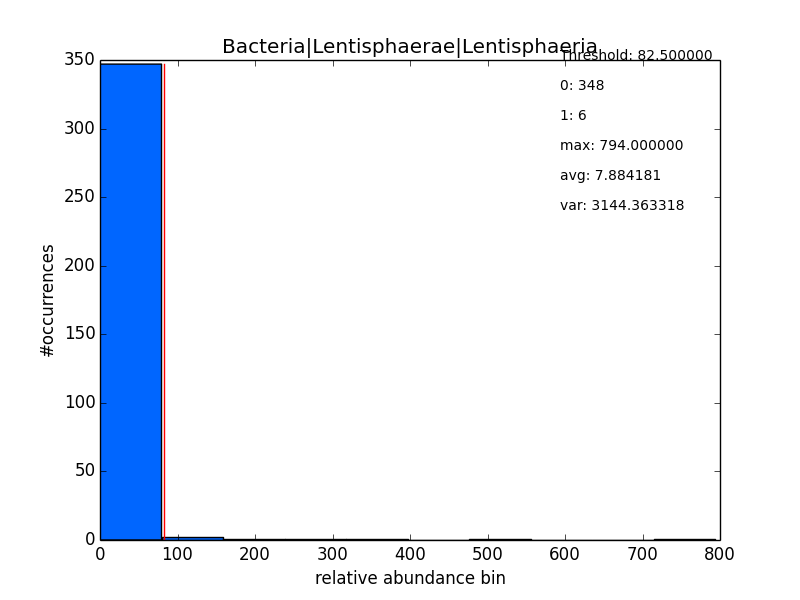 Bacteria|Lentisphaerae|Lentisphaeria
Threshold: 82.500000
0: 348
1: 6
max: 794.000000
avg: 7.884181
var: 3144.363318
350
300
250
200
150
100
50
0
#occurrences
0 100 200 300 400 500 600 700 800
relative abundance bin